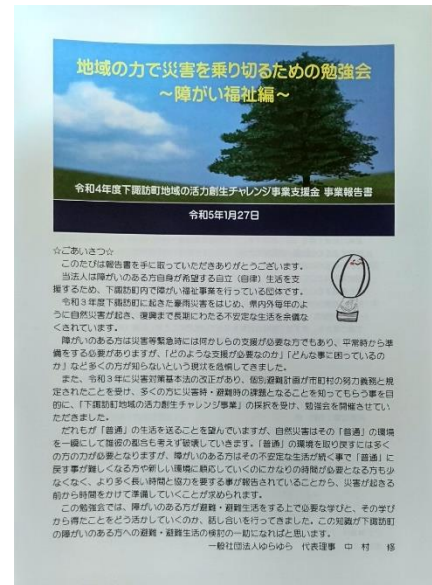 地域の力で災害を乗り切るための勉強会
～障がい福祉編～
令和4年度下諏訪町地域の活力創生チャレンジ事業支援金 事業報告書
令和5年1月27日
☆ごあいさつ☆
このたびは報告書を手に取っていただきありがとうございます。
当法人は障がいのある方自身が希望する自立（自律）生活を支
援するため、下諏訪町内で障がい福祉事業を行っている団体です。
令和３年度下諏訪町に起きた豪雨災害をはじめ、県内外毎年のよ
うに自然災害が起き、復興まで長期にわたる不安定な生活を余儀な
くされています。
障がいのある方は災害等緊急時には何かしらの支援が必要な方でもあり、平常時から準
備をする必要がありますが、「どのような支援が必要なのか」「どんな事に困っているの
か」など多くの方が知らないという現状を危惧してきました。
また、令和３年に災害対策基本法の改正があり、個別避難計画が市町村の努力義務と規
定されたことを受け、多くの方に災害時・避難時の課題となることを知ってもらう事を目
的に、「下諏訪町地域の活力創生チャレンジ事業」の採択を受け、勉強会を開催させてい
ただきました。
だれもが「普通」の生活を送ることを望んでいますが、自然災害はその「普通」の環境
を一瞬にして誰彼の都合も考えず破壊していきます。「普通」の環境を取り戻すには多く
の方の力が必要となりますが、障がいのある方はその不安定な生活が続く事で「普通」に
戻す事が難しくなる方や新しい環境に順応していくのにかなりの時間が必要となる方も少
なくなく、より多く長い時間と協力を要する事が報告されていることから、災害が起きる
前から時間をかけて準備していくことが求められます。
この勉強会では、障がいのある方が避難・避難生活をする上で必要な学びと、その学び
から得たことをどう活かしていくのか、話し合いを行ってきました。この知識が下諏訪町
の障がいのある方への避難・避難生活の検討の一助になればと思います。
一般社団法人ゆらゆら 代表理事 中 村 修